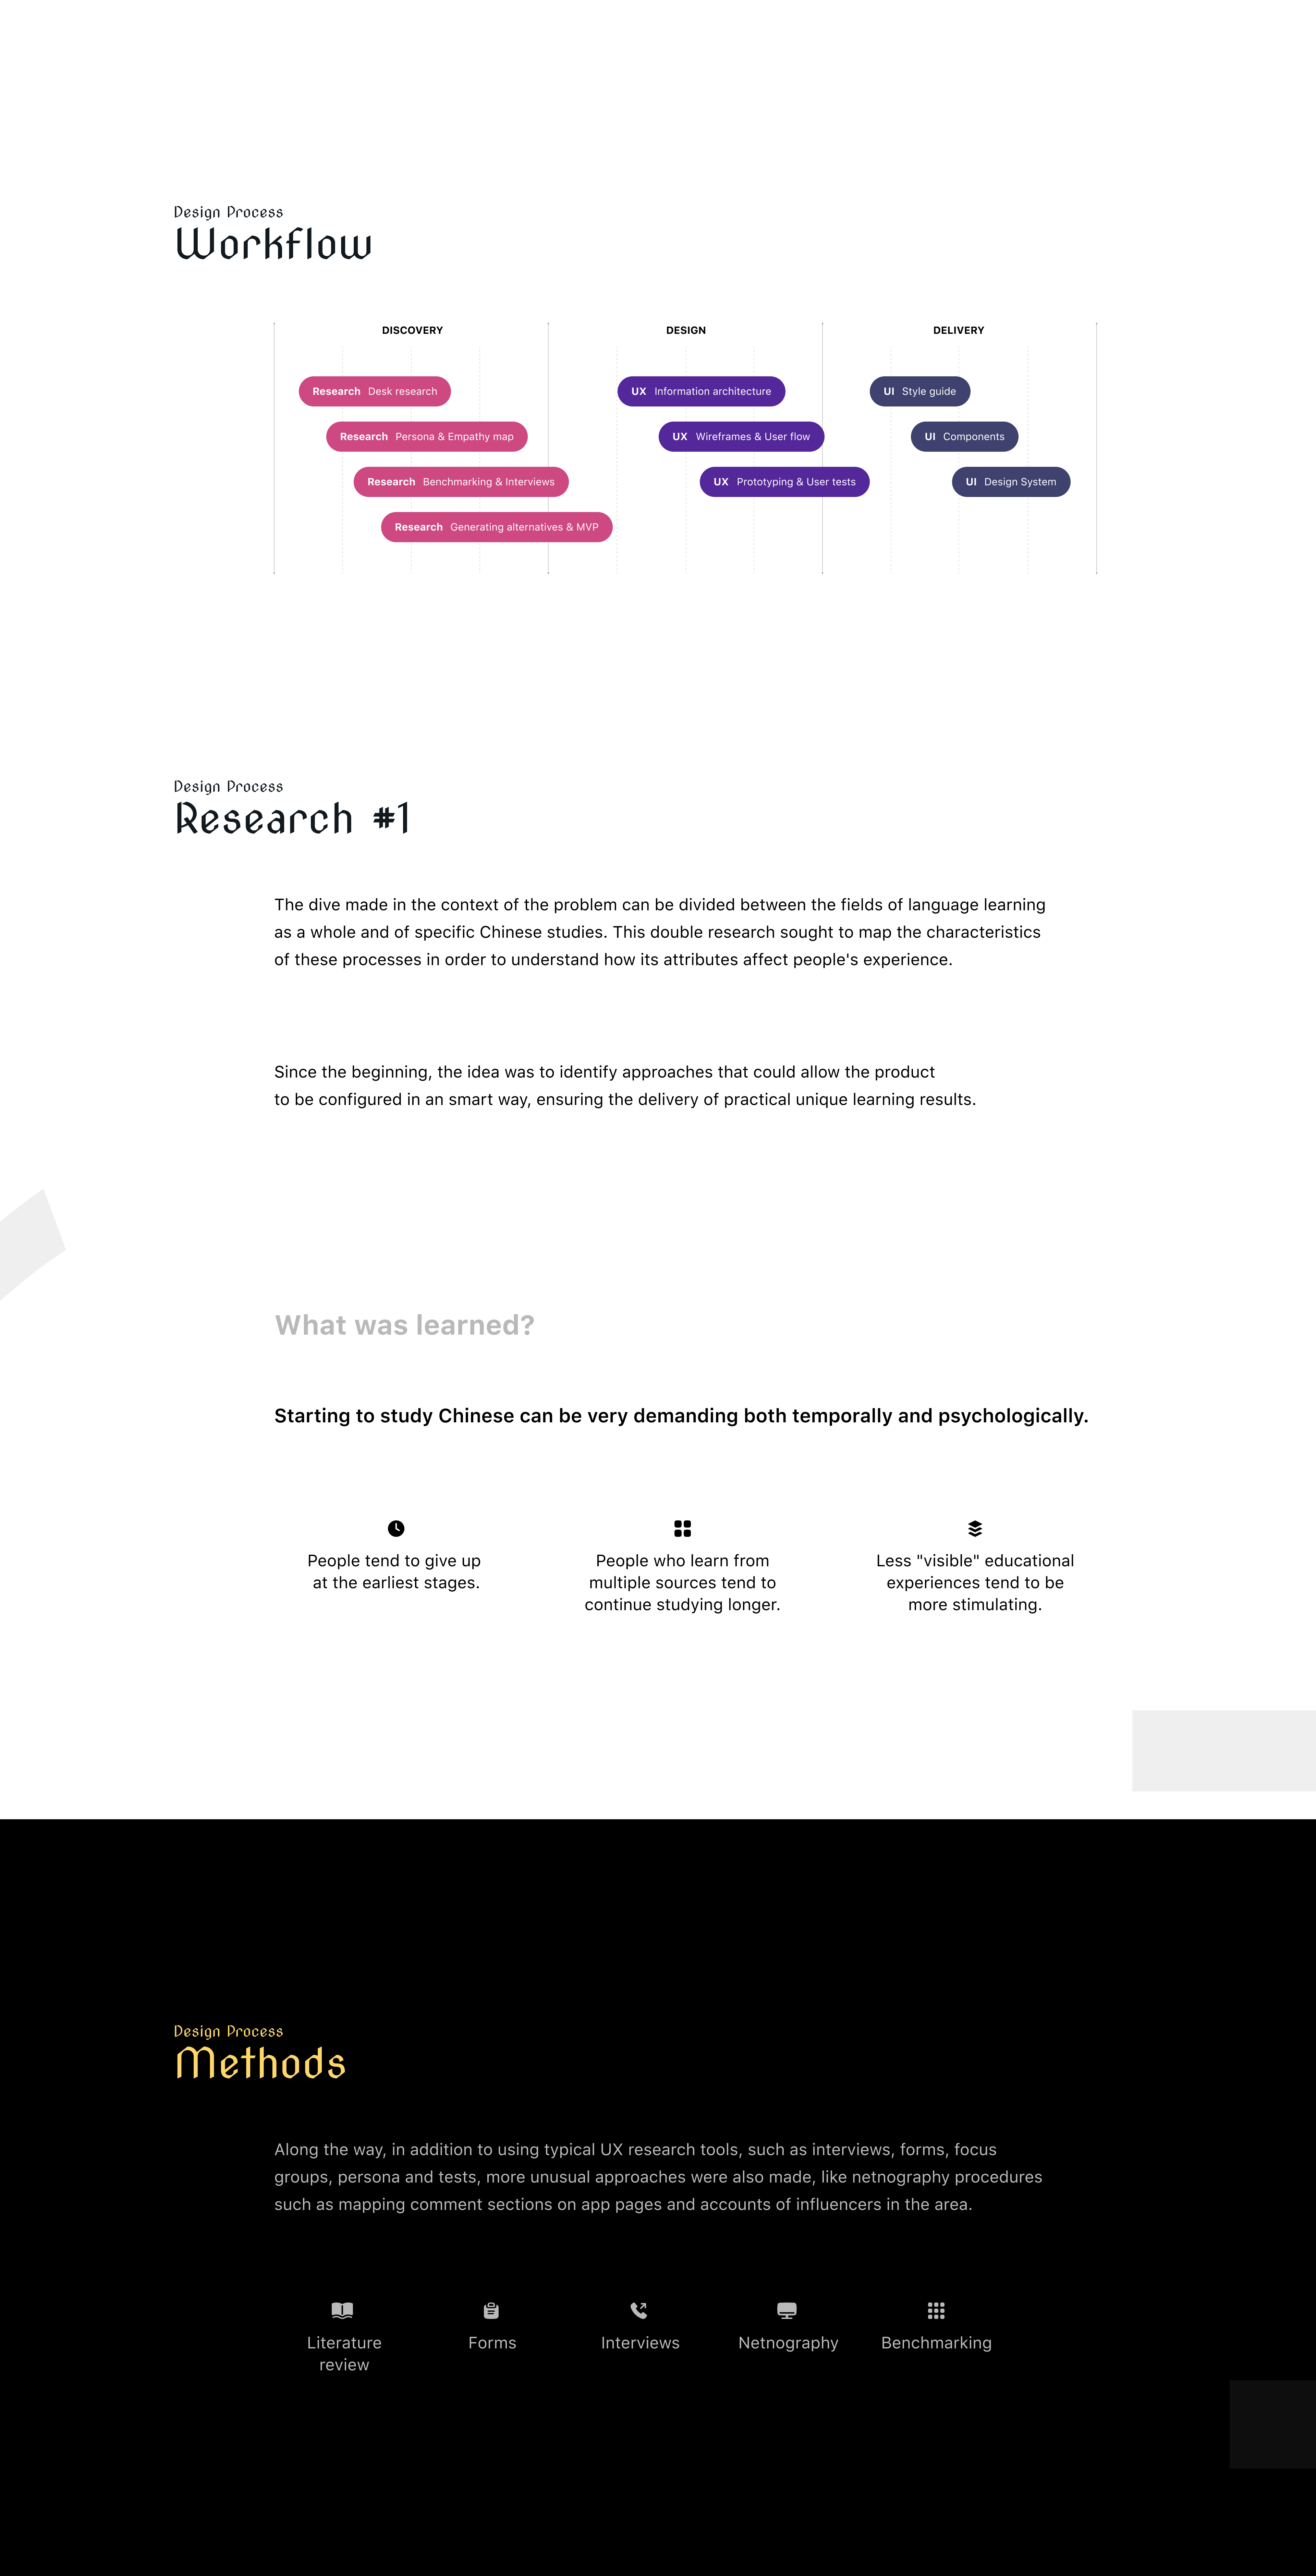 Design Process
Workflow
DISCOVERY
DESIGN
DELIVERY
Research Desk research
Research Persona & Empathy map
Research Benchmarking & Interviews
Research Generating alternatives & MVP
UX Information architecture
UX Wireframes & User flow
UX Prototyping & User tests
UI Style guide
UI Components
UI Design System
Design Process
Research #1
The dive made in the context of the problem can be divided between the fields of language learning
as a whole and of specific Chinese studies. This double research sought to map the characteristics
of these processes in order to understand how its attributes affect people's experience.
Since the beginning, the idea was to identify approaches that could allow the product
to be configured in an smart way, ensuring the delivery of practical unique learning results.
What was learned?
Starting to study Chinese can be very demanding both temporally and psychologically.
People tend to give up
at the earliest stages.
People who learn from
multiple sources tend to
continue studying longer.
Less "visible" educational
experiences tend to be
more stimulating.
Design Process
Methods
Along the way, in addition to using typical UX research tools, such as interviews, forms, focus
groups, persona and tests, more unusual approaches were also made, like netnography procedures
such as mapping comment sections on app pages and accounts of influencers in the area.
Literature
review
Forms
Interviews
Netnography
Benchmarking